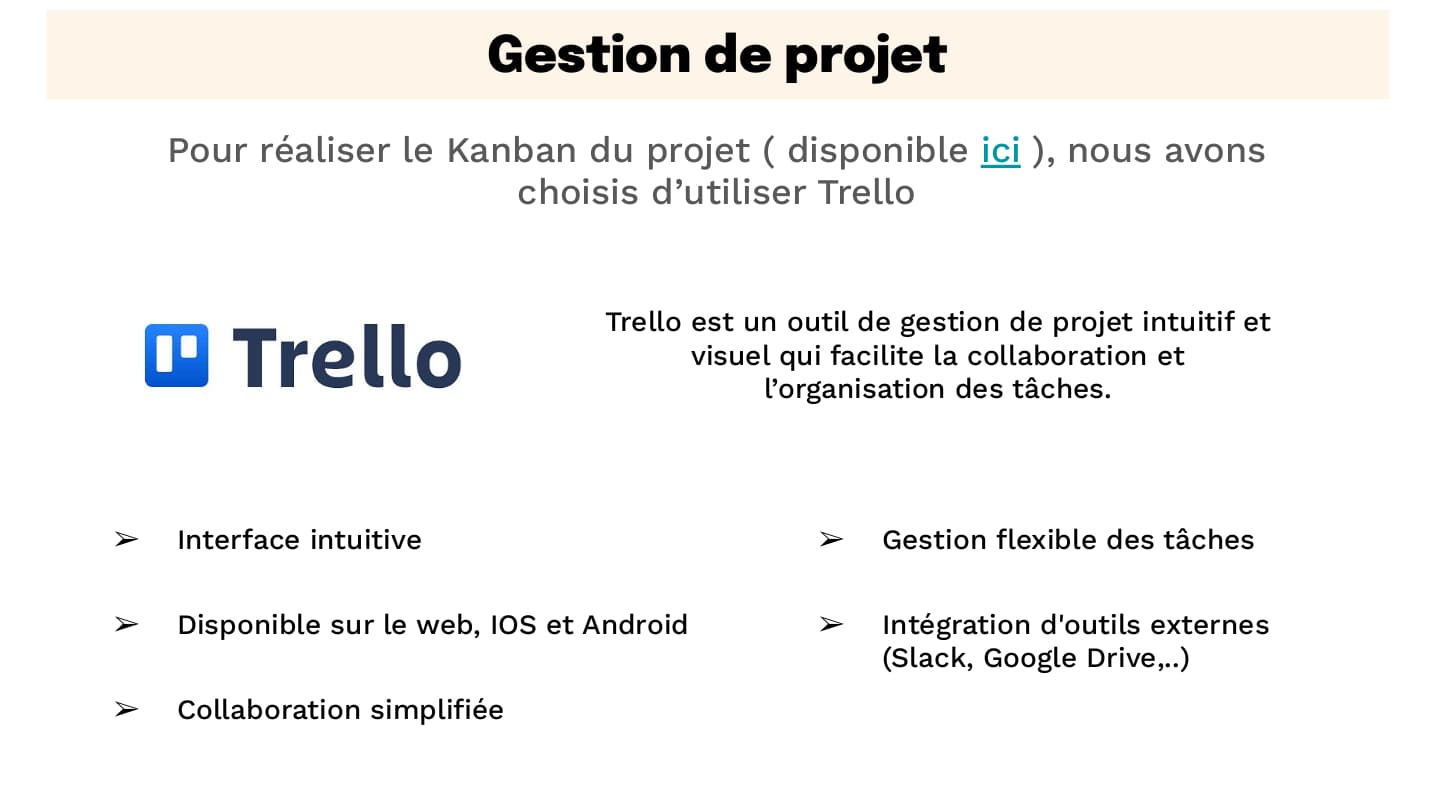 Gestion de projet
Pour réaliser le Kanban du projet ( disponible ici ), nous avons
choisis d’utiliser Trello
Trello
Trello est un outil de gestion de projet intuitif et
visuel qui facilite la collaboration et
l’organisation des tâches.
➢ Interface intuitive
➢ Disponible sur le web, IOS et Android
➢ Collaboration simplifiée
➢ Gestion flexible des tâches
➢ Intégration d'outils externes
(Slack, Google Drive,..)